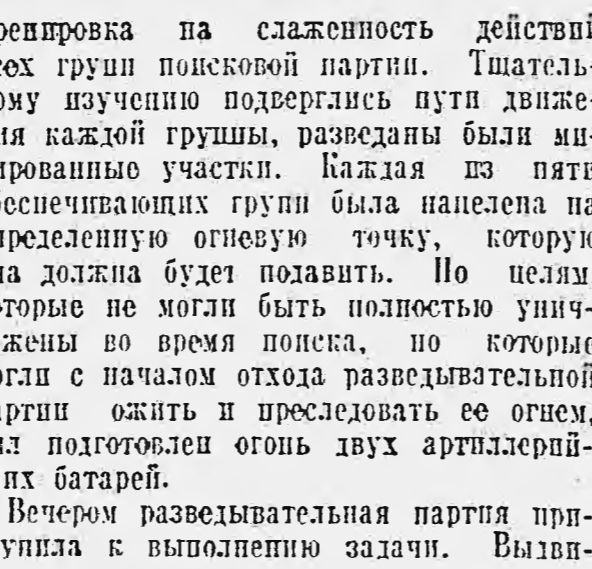 ренировка на слаженность действий
сех групп поисковой партии. Тщатель-
ому изучению подверглись пути движе-
ия каждой группы, разведаны были ми-
ированные участки. Каждая из пяти
беспечивающих групп была нацелена на
пределенную огневую точку, которую
на должна будет подавить. По целям,
оторые не могли быть полностью унич-
жены во время поиска, но которые
огли с началом отхода разведывательной
артии ожить и преследовать ее огнем,
ыл подготовлен огонь двух артиллерий-
их батарей.
Вечером разведывательная партия при-
упила к выполнению задачи. Выдви-